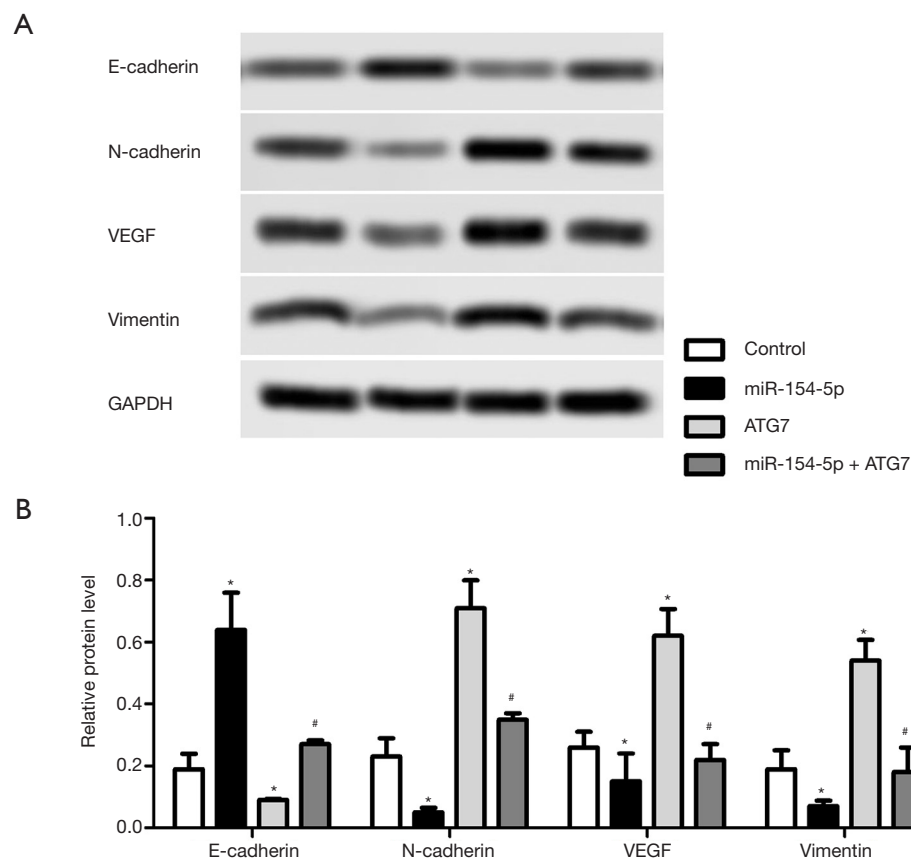 A
E-cadherin
N-cadherin
VEGF
Vimentin
GAPDH
Control
miR-154-5p
ATG7
miR-154-5p + ATG7
B
Relative protein level
1.0
0.8
0.6
0.4
0.2
0.0
*
*
#
*
*
#
*
*
#
*
*
#
E-cadherin
N-cadherin
VEGF
Vimentin